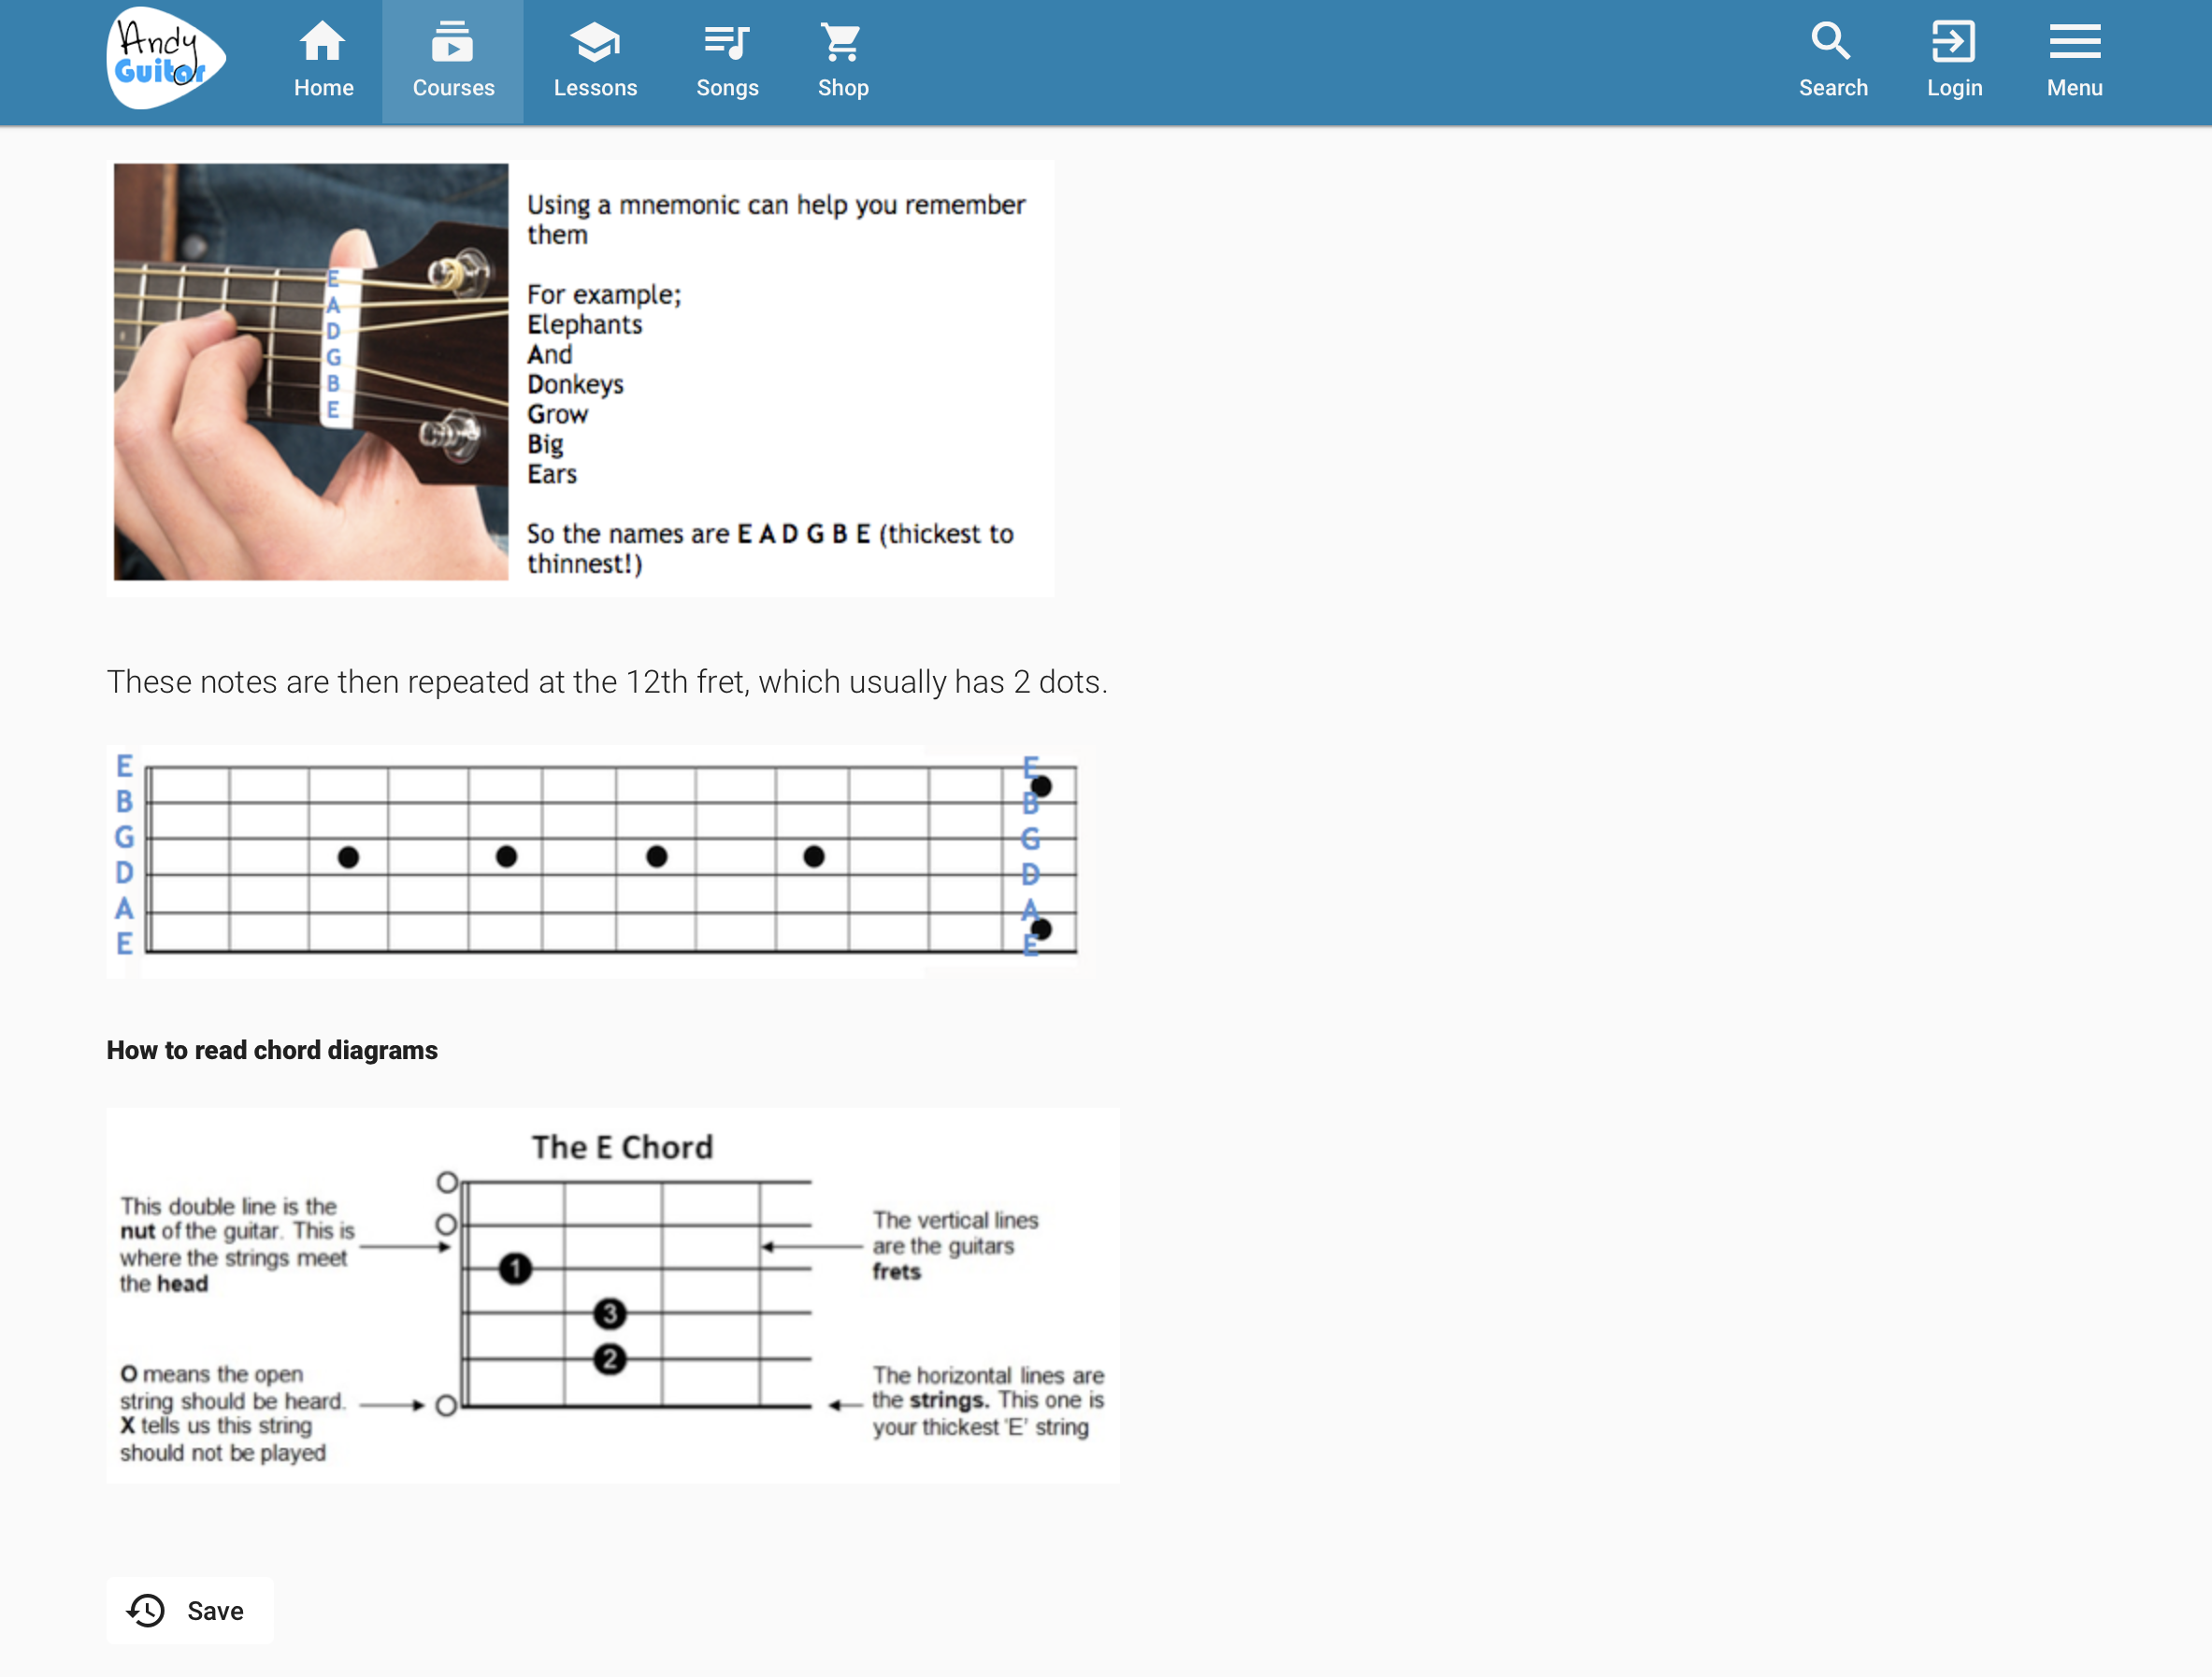 Andy
Guitar
Home
Courses
Lessons
Songs
Shop
Search
Login
Menu
E
A
D
G
B
E
Using a mnemonic can help you remember
them
For example;
Elephants
And
Donkeys
Grow
Big
Ears
So the names are E A D G B E (thickest to
thinnest!)
These notes are then repeated at the 12th fret, which usually has 2 dots.
E E
B B
G G
D D
A A
E E
How to read chord diagrams
The E Chord
This double line is the
nut of the guitar. This is
where the strings meet
the head
The vertical lines
are the guitars
frets
1
3
2
O means the open
string should be heard.
X tells us this string
should not be played
The horizontal lines are
the strings. This one is
your thickest 'E' string
Save